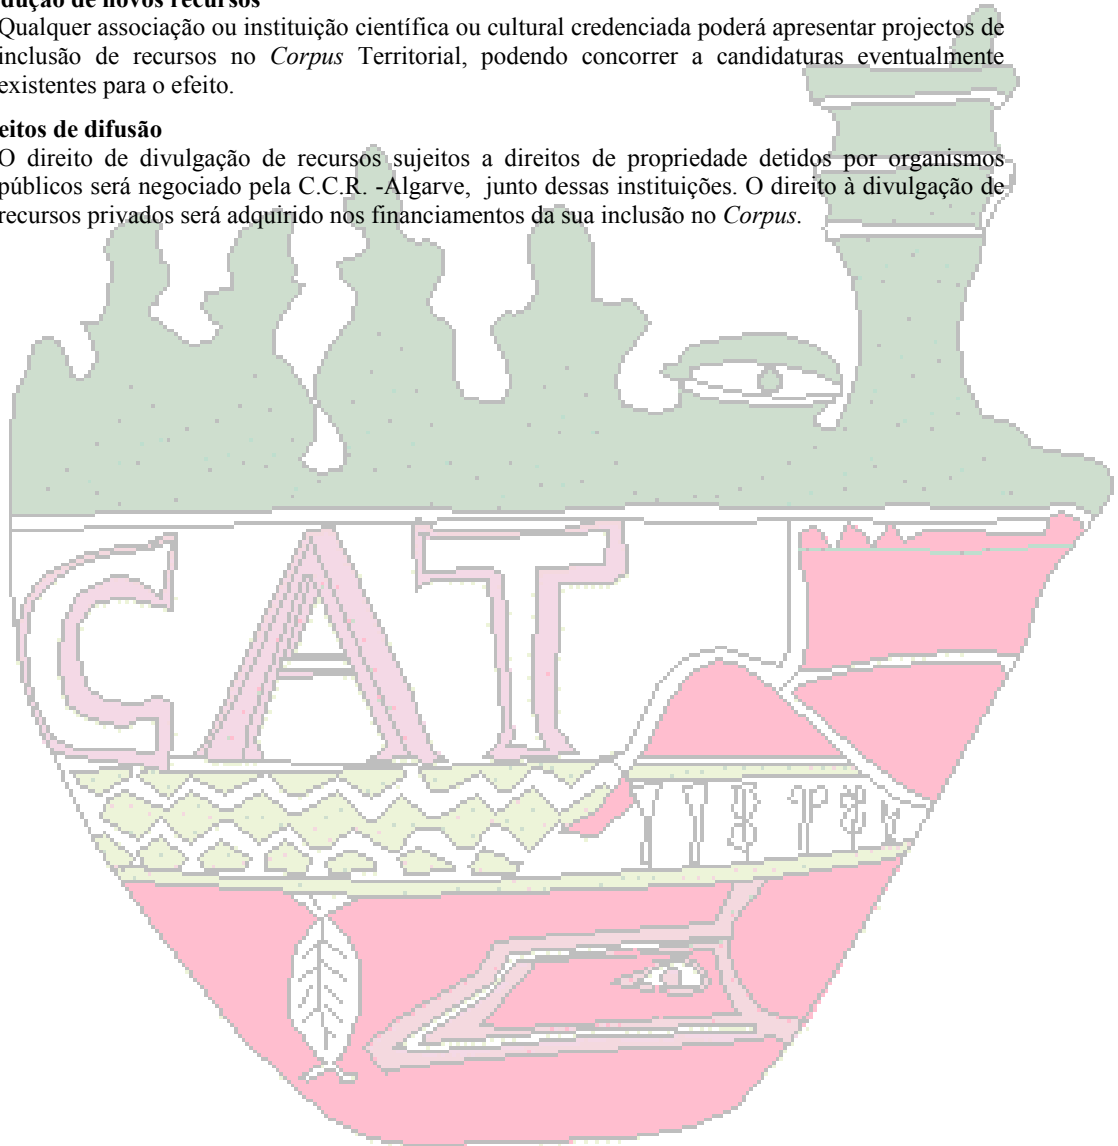 dução de novos recursos
Qualquer associação ou instituição científica ou cultural credenciada poderá apresentar projectos de
inclusão de recursos no Corpus Territorial, podendo concorrer a candidaturas eventualmente
existentes para o efeito.
eitos de difusão
O direito de divulgação de recursos sujeitos a direitos de propriedade detidos por organismos
públicos será negociado pela C.C.R. -Algarve, junto dessas instituições. O direito à divulgação de
recursos privados será adquirido nos financiamentos da sua inclusão no Corpus.
CAT